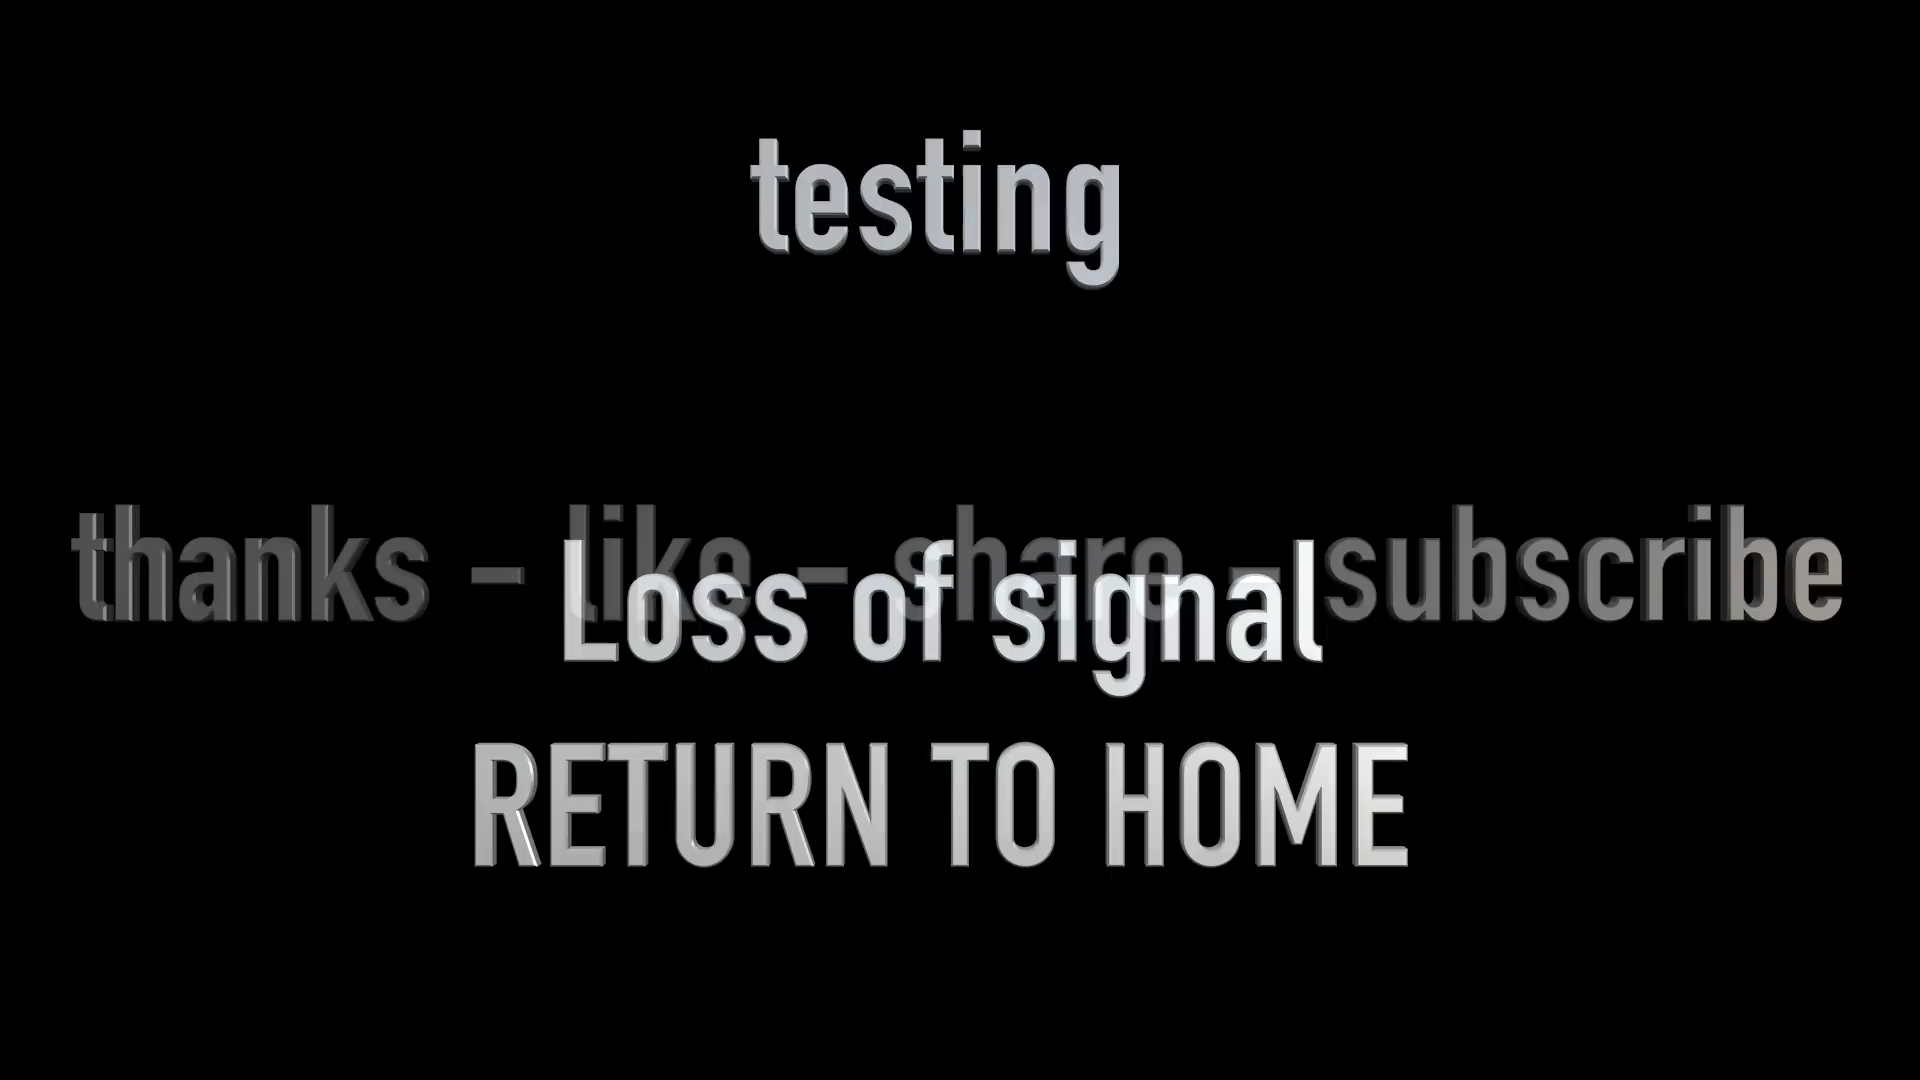 testing
thanks - like - share - subscribe
Loss of signal
RETURN TO HOME